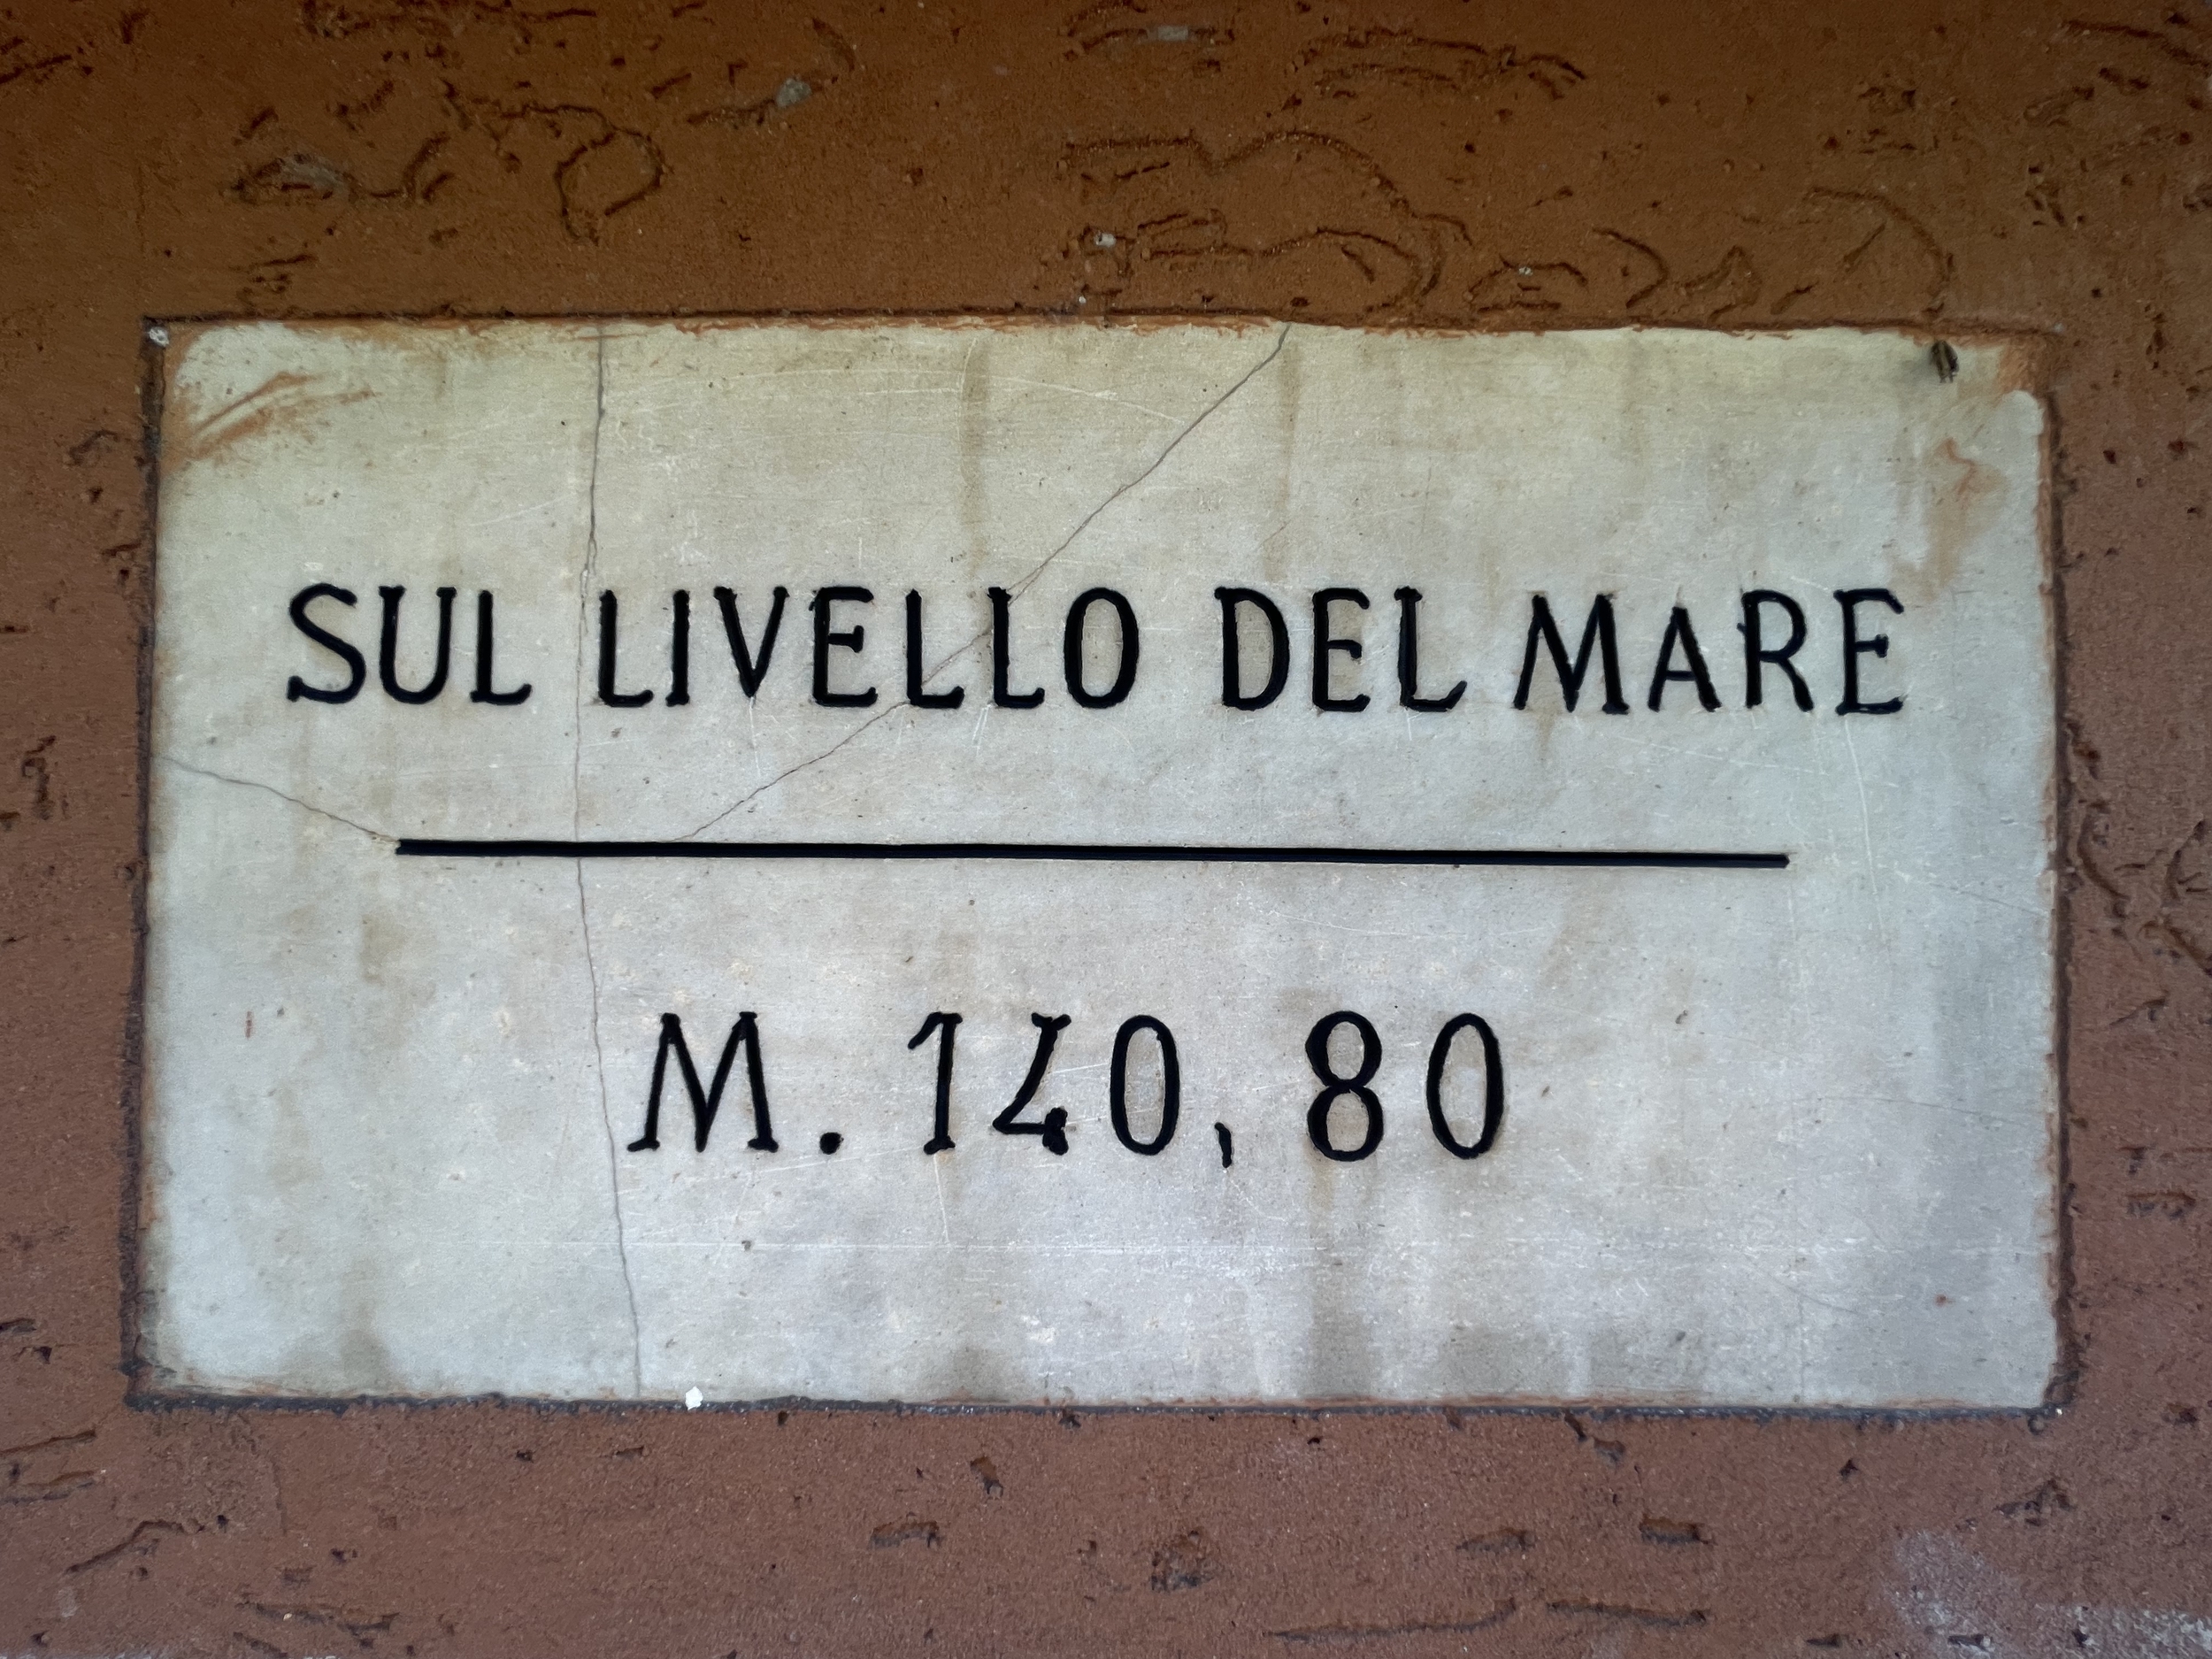 SUL LIVELLO DEL MARE
M. 140, 80